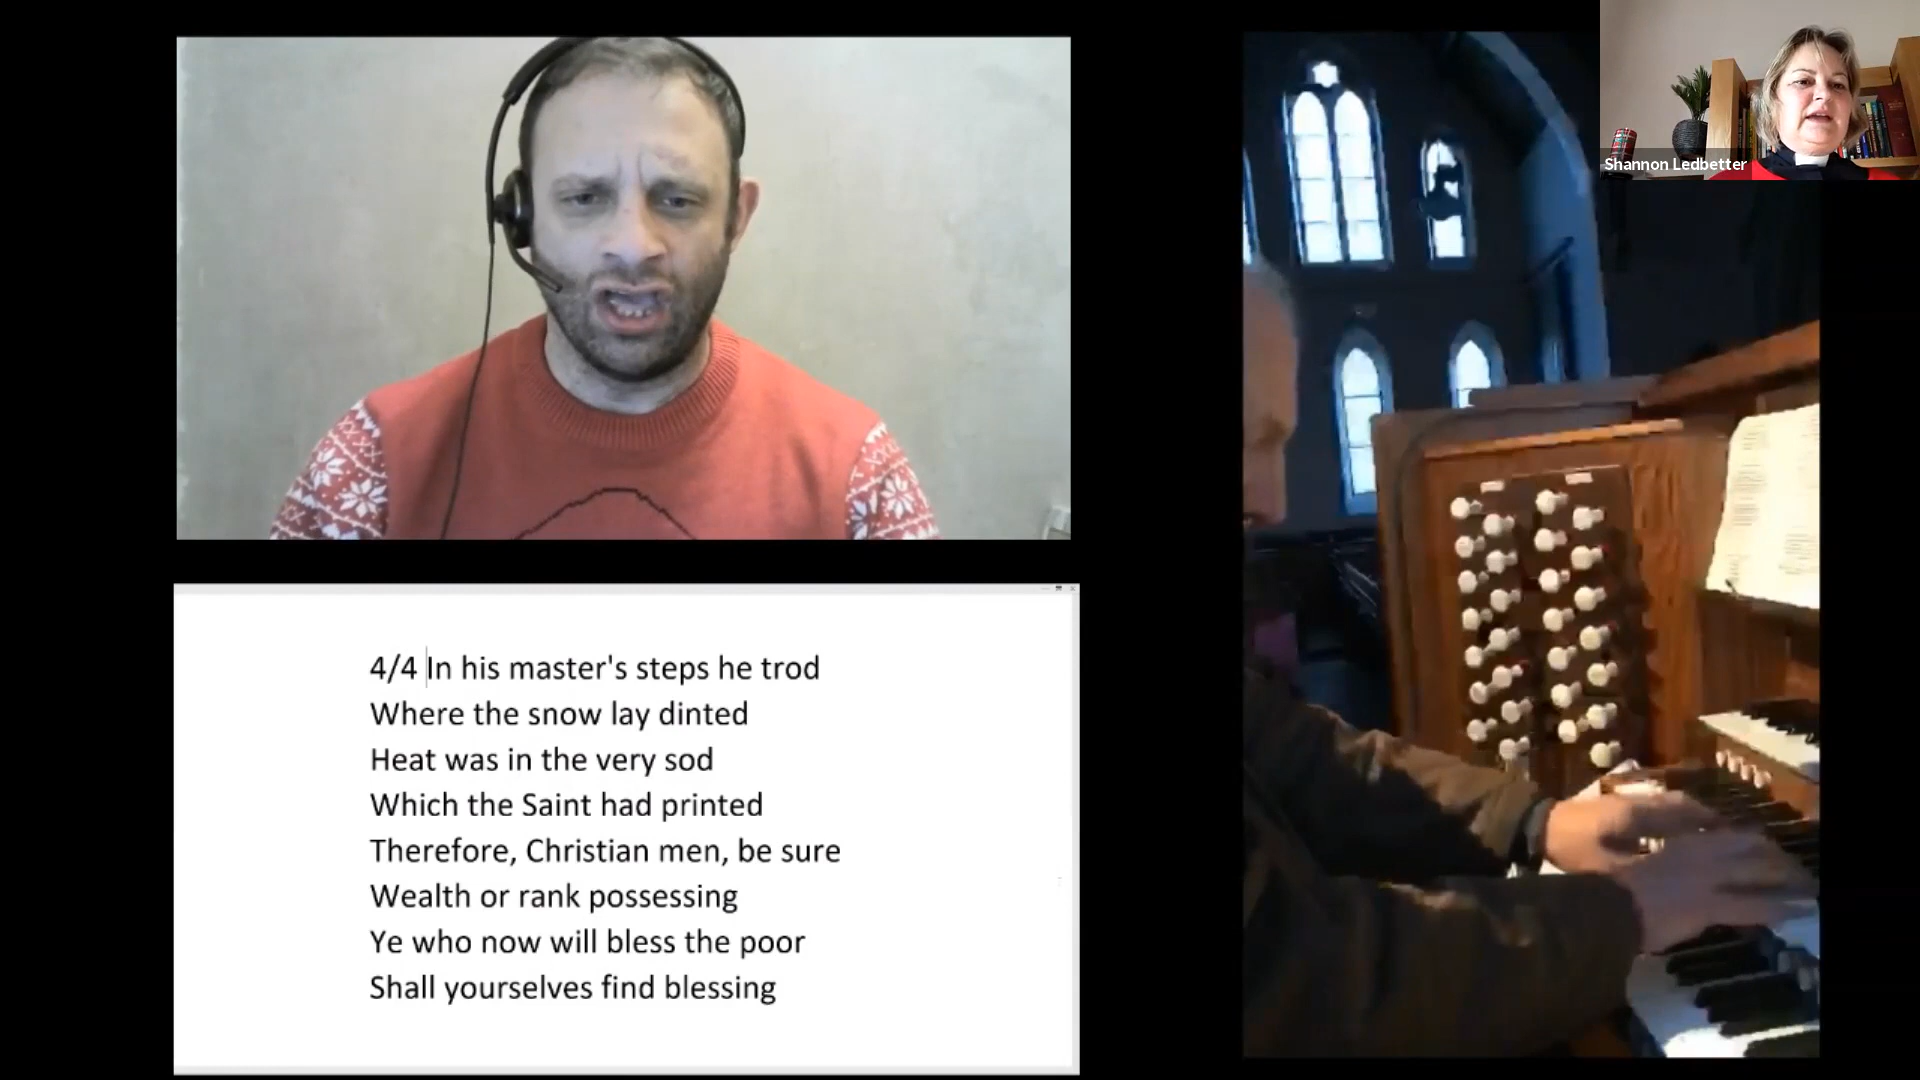 Shannon Ledbetter
4/4 In his master's steps he trod
Where the snow lay dinted
Heat was in the very sod
Which the Saint had printed
Therefore, Christian men, be sure
Wealth or rank possessing
Ye who now will bless the poor
Shall yourselves find blessing